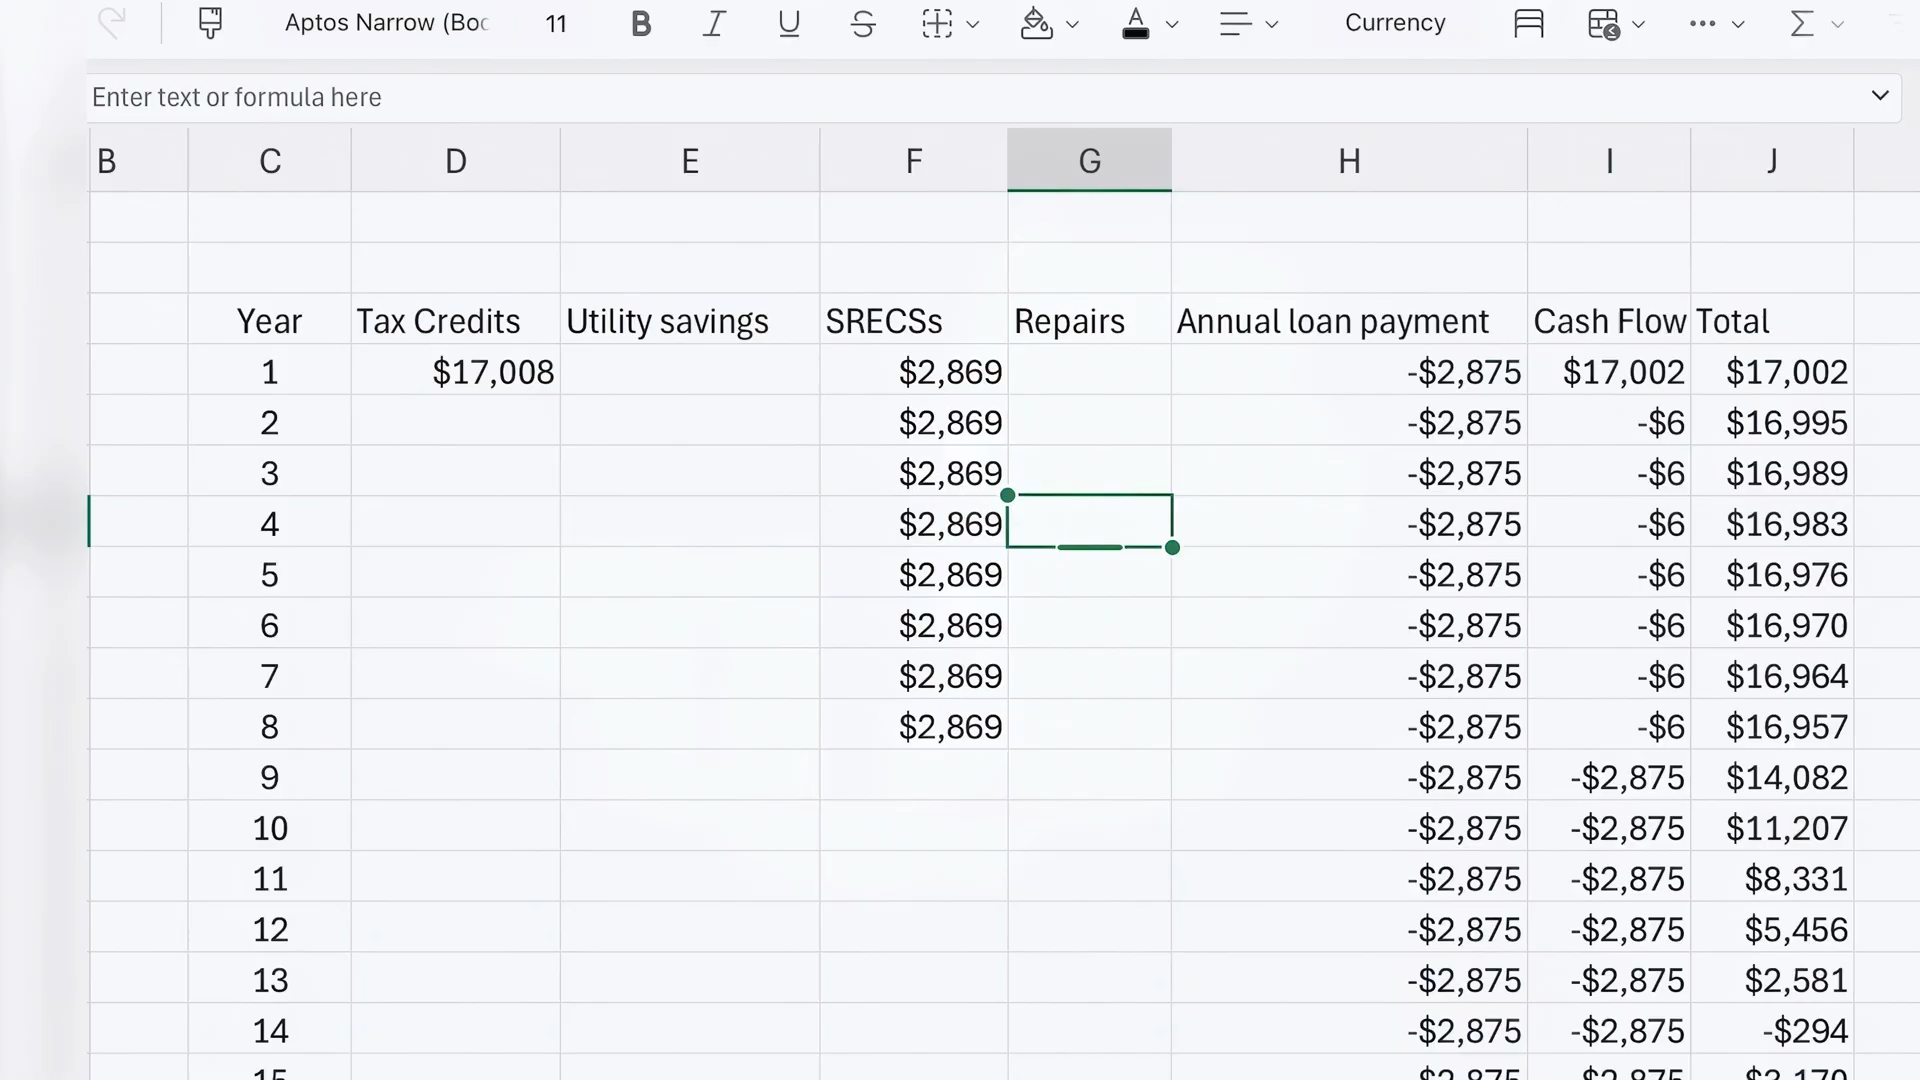 Aptos Narrow (Boc 11 B I U S A Currency
Enter text or formula here
B C D E F G H I J
Year Tax Credits Utility savings SRECSs Repairs Annual loan payment Cash Flow Total
1 $17,008 $2,869 -$2,875 $17,002 $17,002
2 $2,869 -$2,875 -$6 $16,995
3 $2,869 -$2,875 -$6 $16,989
4 $2,869 -$2,875 -$6 $16,983
5 $2,869 -$2,875 -$6 $16,976
6 $2,869 -$2,875 -$6 $16,970
7 $2,869 -$2,875 -$6 $16,964
8 $2,869 -$2,875 -$6 $16,957
9 -$2,875 -$2,875 $14,082
10 -$2,875 -$2,875 $11,207
11 -$2,875 -$2,875 $8,331
12 -$2,875 -$2,875 $5,456
13 -$2,875 -$2,875 $2,581
14 -$2,875 -$2,875 -$294